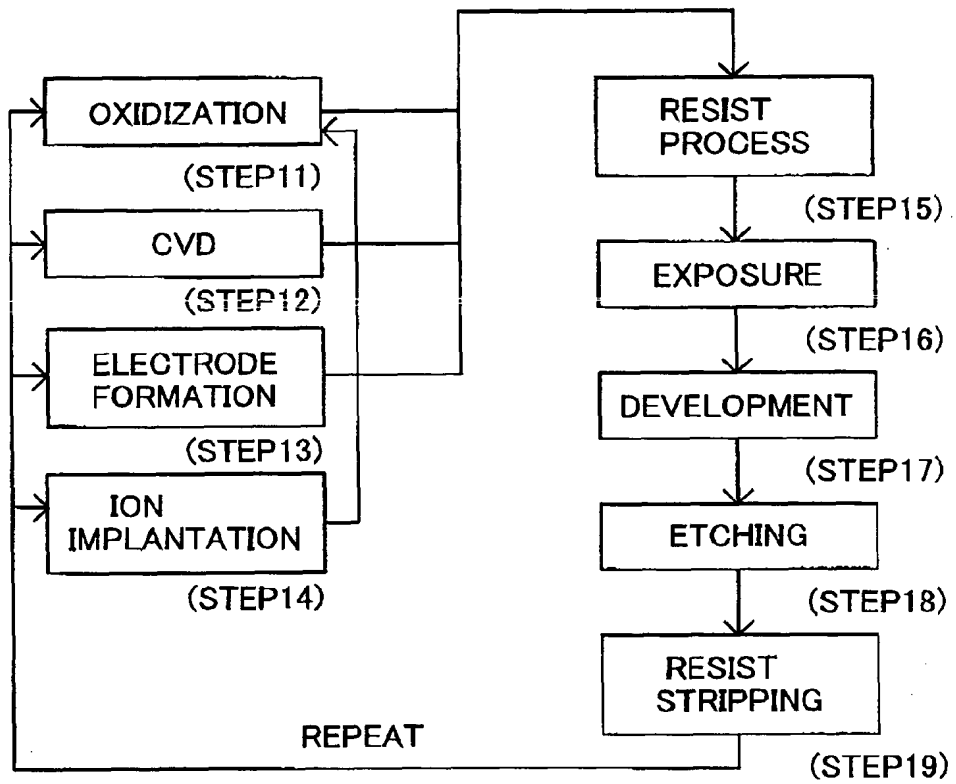 OXIDIZATION
(STEP11)
CVD
(STEP12)
ELECTRODE
FORMATION
(STEP13)
ION
IMPLANTATION
(STEP14)
RESIST
PROCESS
(STEP15)
EXPOSURE
(STEP16)
DEVELOPMENT
(STEP17)
ETCHING
(STEP18)
RESIST
STRIPPING
(STEP19)
REPEAT